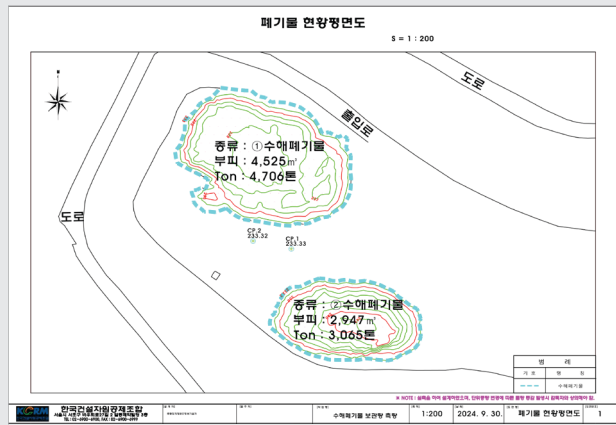 폐기물 현황평면도
S = 1 : 200
N
도로
출입로
종류 : ①수해폐기물
부피 : 4,525㎥
Ton : 4,706톤
도로
CP.2
233.32
CP.1
233.33
종류 : ②수해폐기물
부피 : 2,947㎥
Ton : 3,065톤
범 례
기 호 명 칭
수해폐기물
KCRM
한국건설자원공제조합
수해폐기물 보관량 측량
1:200
2024. 9. 30.
폐기물 현황평면도
1